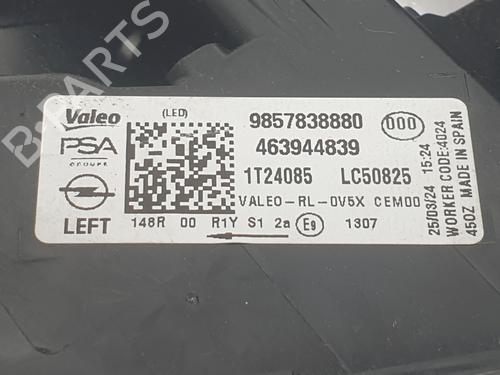 Valeo
(LED)
9857838880
000
PSA
GROUPE
463944839
1T24085 LC50825
VALEO-RL-0V5X CEM00
LEFT
148R 00 R1Y S1 2a E9 1307
25/03/24 15:24
WORKER CODE:4024
450Z MADE IN SPAIN
B-PARTS